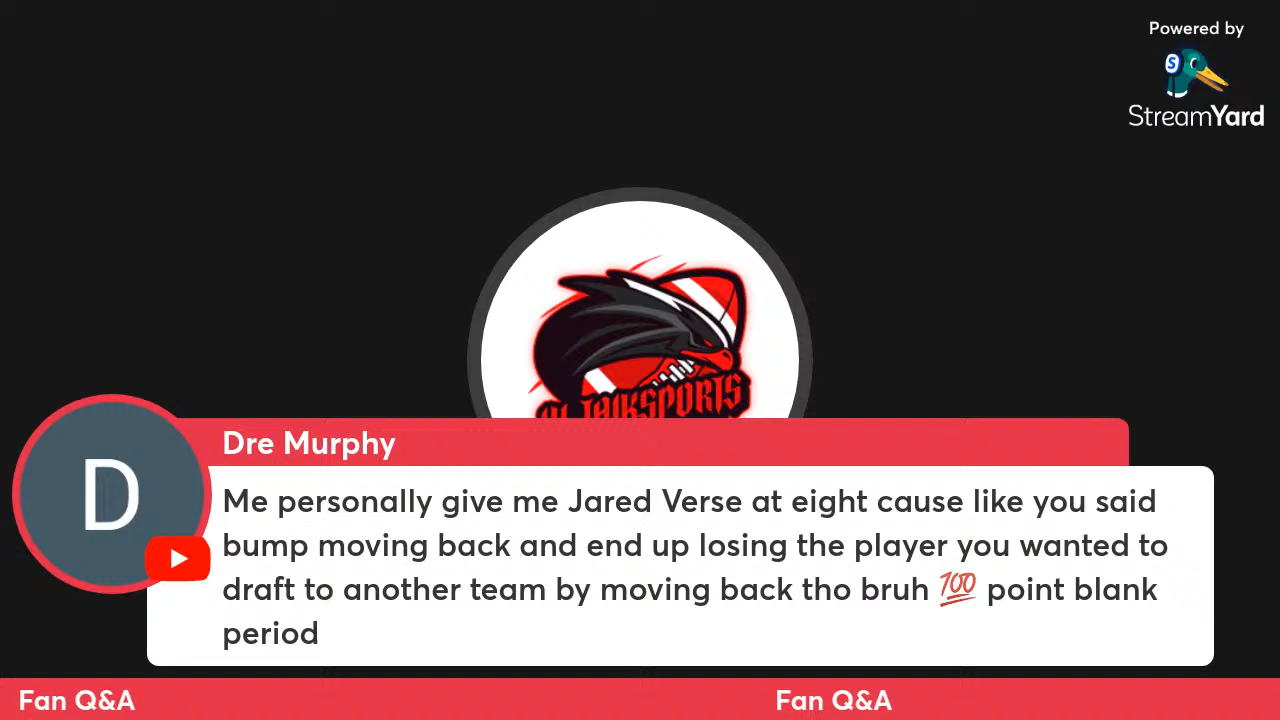 Powered by
S
StreamYard
TALKSPORTS
Dre Murphy
D
Me personally give me Jared Verse at eight cause like you said
bump moving back and end up losing the player you wanted to
draft to another team by moving back tho bruh 💯 point blank
period
Fan Q&A Fan Q&A